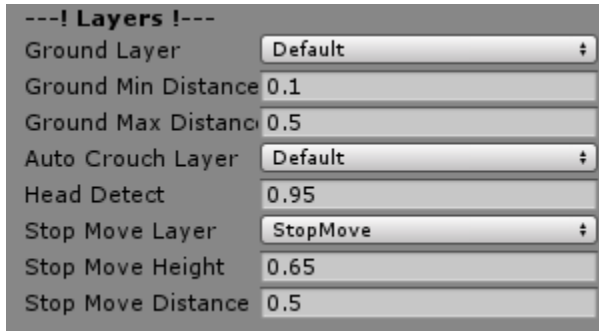 ---! Layers !---
Ground Layer Default
Ground Min Distance 0.1
Ground Max Distanc 0.5
Auto Crouch Layer Default
Head Detect 0.95
Stop Move Layer StopMove
Stop Move Height 0.65
Stop Move Distance 0.5